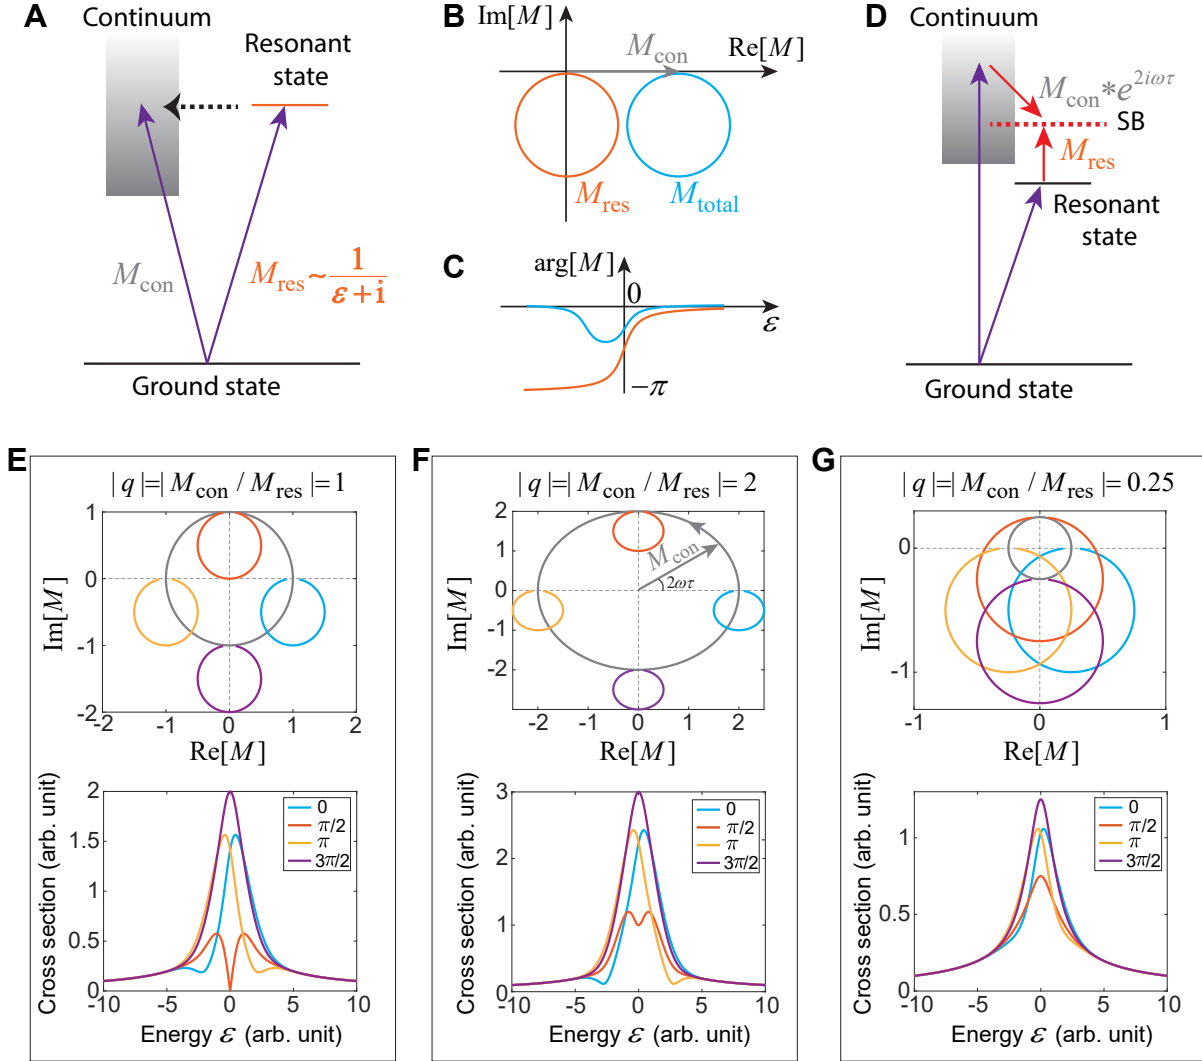 A
Continuum
Resonant
state
M_con
M_res ~ 1/(ε+i)
Ground state
B
Im[M]
M_con
Re[M]
M_res
M_total
C
arg[M]
0
ε
−π
D
Continuum
M_con*e^{2iωτ}
SB
M_res
Resonant
state
Ground state
E
|q|=|M_con / M_res|=1
1
0
-1
-2
Im[M]
-2 -1 0 1 2
Re[M]
2
1.5
1
0.5
0
Cross section (arb. unit)
0
π/2
π
3π/2
-10 -5 0 5 10
Energy ε (arb. unit)
F
|q|=|M_con / M_res|=2
2
1
0
-1
-2
Im[M]
M_con
2ωτ
-2 -1 0 1 2
Re[M]
3
2
1
0
Cross section (arb. unit)
0
π/2
π
3π/2
-10 -5 0 5 10
Energy ε (arb. unit)
G
|q|=|M_con / M_res|=0.25
0
-1
Im[M]
-1 0 1
Re[M]
1
0.5
Cross section (arb. unit)
0
π/2
π
3π/2
-10 -5 0 5 10
Energy ε (arb. unit)